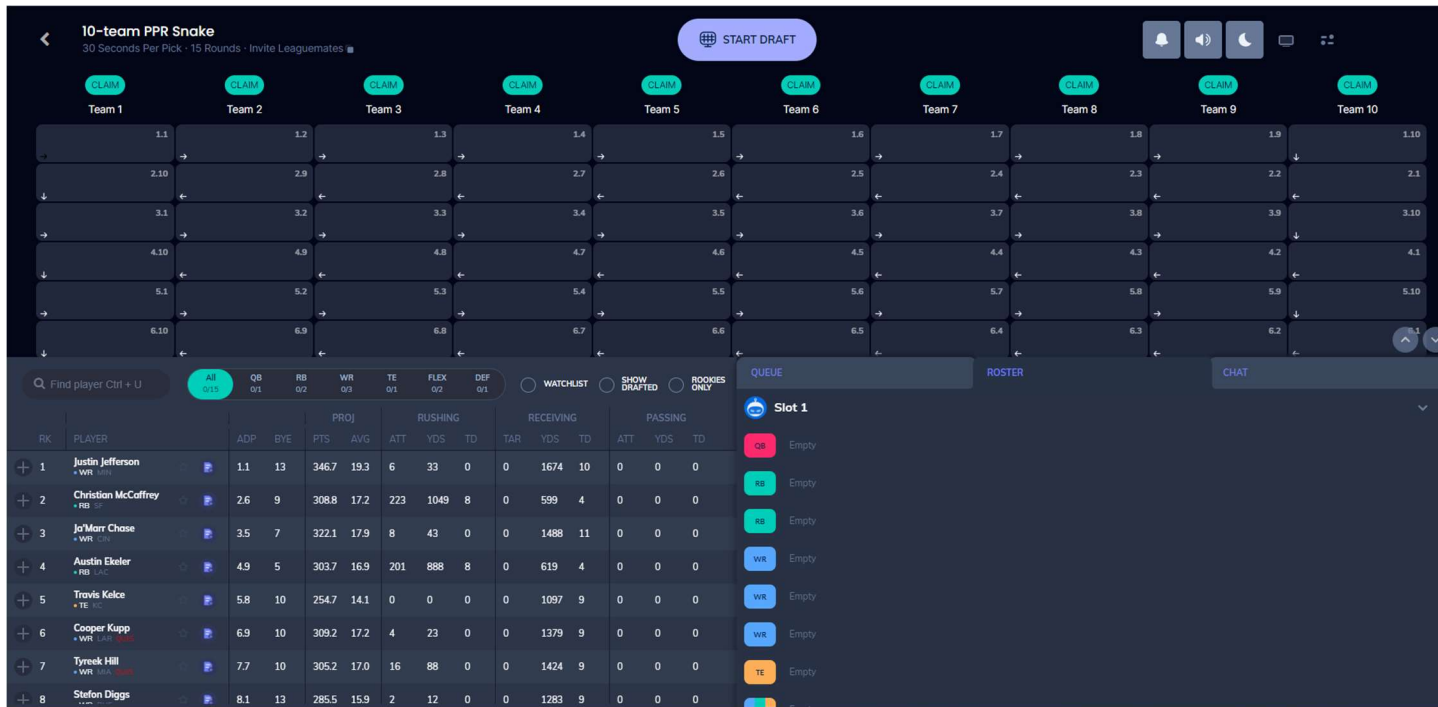 10-team PPR Snake
30 Seconds Per Pick · 15 Rounds · Invite Leaguemates
START DRAFT
CLAIM CLAIM CLAIM CLAIM CLAIM CLAIM CLAIM CLAIM CLAIM CLAIM
Team 1 Team 2 Team 3 Team 4 Team 5 Team 6 Team 7 Team 8 Team 9 Team 10
1.1 1.2 1.3 1.4 1.5 1.6 1.7 1.8 1.9 1.10
→ → → → → → → → → ↓
2.10 2.9 2.8 2.7 2.6 2.5 2.4 2.3 2.2 2.1
↓ ← ← ← ← ← ← ← ← ←
3.1 3.2 3.3 3.4 3.5 3.6 3.7 3.8 3.9 3.10
→ → → → → → → → → ↓
4.10 4.9 4.8 4.7 4.6 4.5 4.4 4.3 4.2 4.1
↓ ← ← ← ← ← ← ← ← ←
5.1 5.2 5.3 5.4 5.5 5.6 5.7 5.8 5.9 5.10
→ → → → → → → → → ↓
6.10 6.9 6.8 6.7 6.6 6.5 6.4 6.3 6.2
↓ ← ← ← ← ← ← ← ← ←
Find player Ctrl + U
All QB RB WR TE FLEX DEF
0/15 0/1 0/2 0/3 0/1 0/2 0/1
WATCHLIST SHOW DRAFTED ROOKIES ONLY
QUEUE ROSTER CHAT
PROJ RUSHING RECEIVING PASSING
RK PLAYER ADP BYE PTS AVG ATT YDS TD TAR YDS TD ATT YDS TD
1 Justin Jefferson 1.1 13 346.7 19.3 6 33 0 0 1674 10 0 0 0
WR MIN
2 Christian McCaffrey 2.6 9 308.8 17.2 223 1049 8 0 599 4 0 0 0
RB SF
3 Ja'Marr Chase 3.5 7 322.1 17.9 8 43 0 0 1488 11 0 0 0
WR CIN
4 Austin Ekeler 4.9 5 303.7 16.9 201 888 8 0 619 4 0 0 0
RB LAC
5 Travis Kelce 5.8 10 254.7 14.1 0 0 0 0 1097 9 0 0 0
TE KC
6 Cooper Kupp 6.9 10 309.2 17.2 4 23 0 0 1379 9 0 0 0
WR LAR
7 Tyreek Hill 7.7 10 305.2 17.0 16 88 0 0 1424 9 0 0 0
WR MIA
8 Stefon Diggs 8.1 13 285.5 15.9 2 12 0 0 1283 9 0 0 0
Slot 1
QB Empty
RB Empty
RB Empty
WR Empty
WR Empty
WR Empty
TE Empty